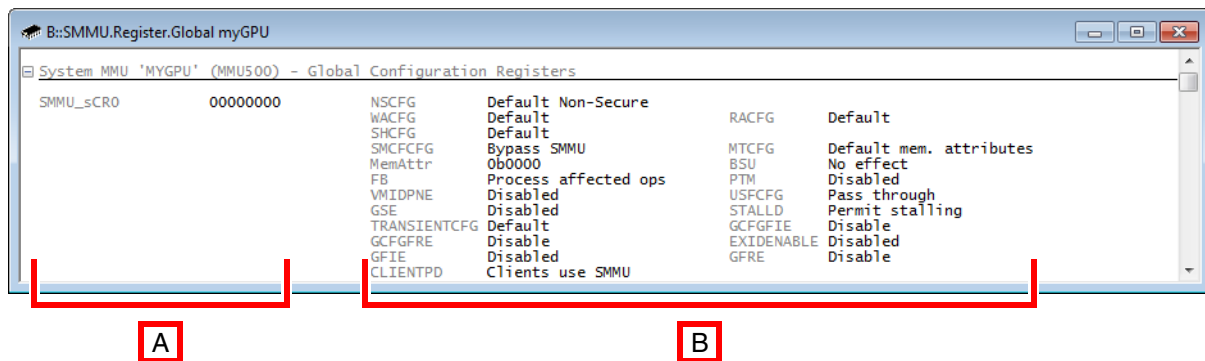 B::SMMU.Register.Global myGPU
System MMU 'MYGPU' (MMU500) - Global Configuration Registers
SMMU_sCR0 00000000 NSCFG Default Non-Secure
WACFG Default RACFG Default
SHCFG Default
SMCFCFG Bypass SMMU MTCFG Default mem. attributes
MemAttr 0b0000 BSU No effect
FB Process affected ops PTM Disabled
VMIDPNE Disabled USFCFG Pass through
GSE Disabled STALLD Permit stalling
TRANSIENTCFG Default GCFGFIE Disable
GCFGFRE Disable EXIDENABLE Disabled
GFIE Disabled GFRE Disable
CLIENTPD Clients use SMMU
A B